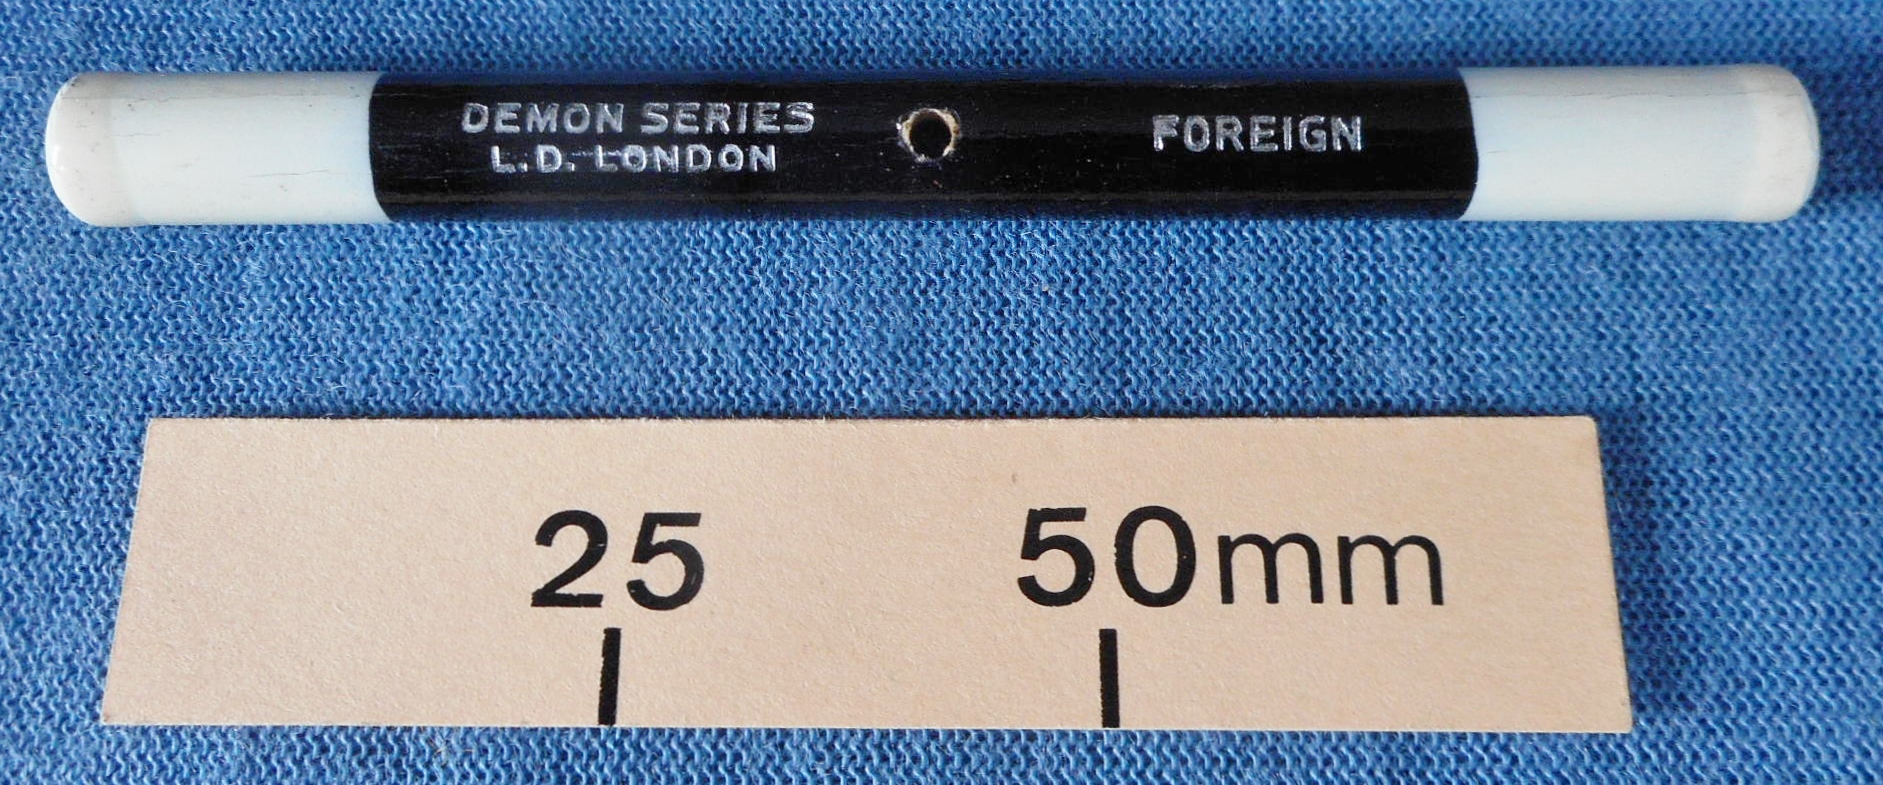 DEMON SERIES
L.D. LONDON
FOREIGN
25
50mm